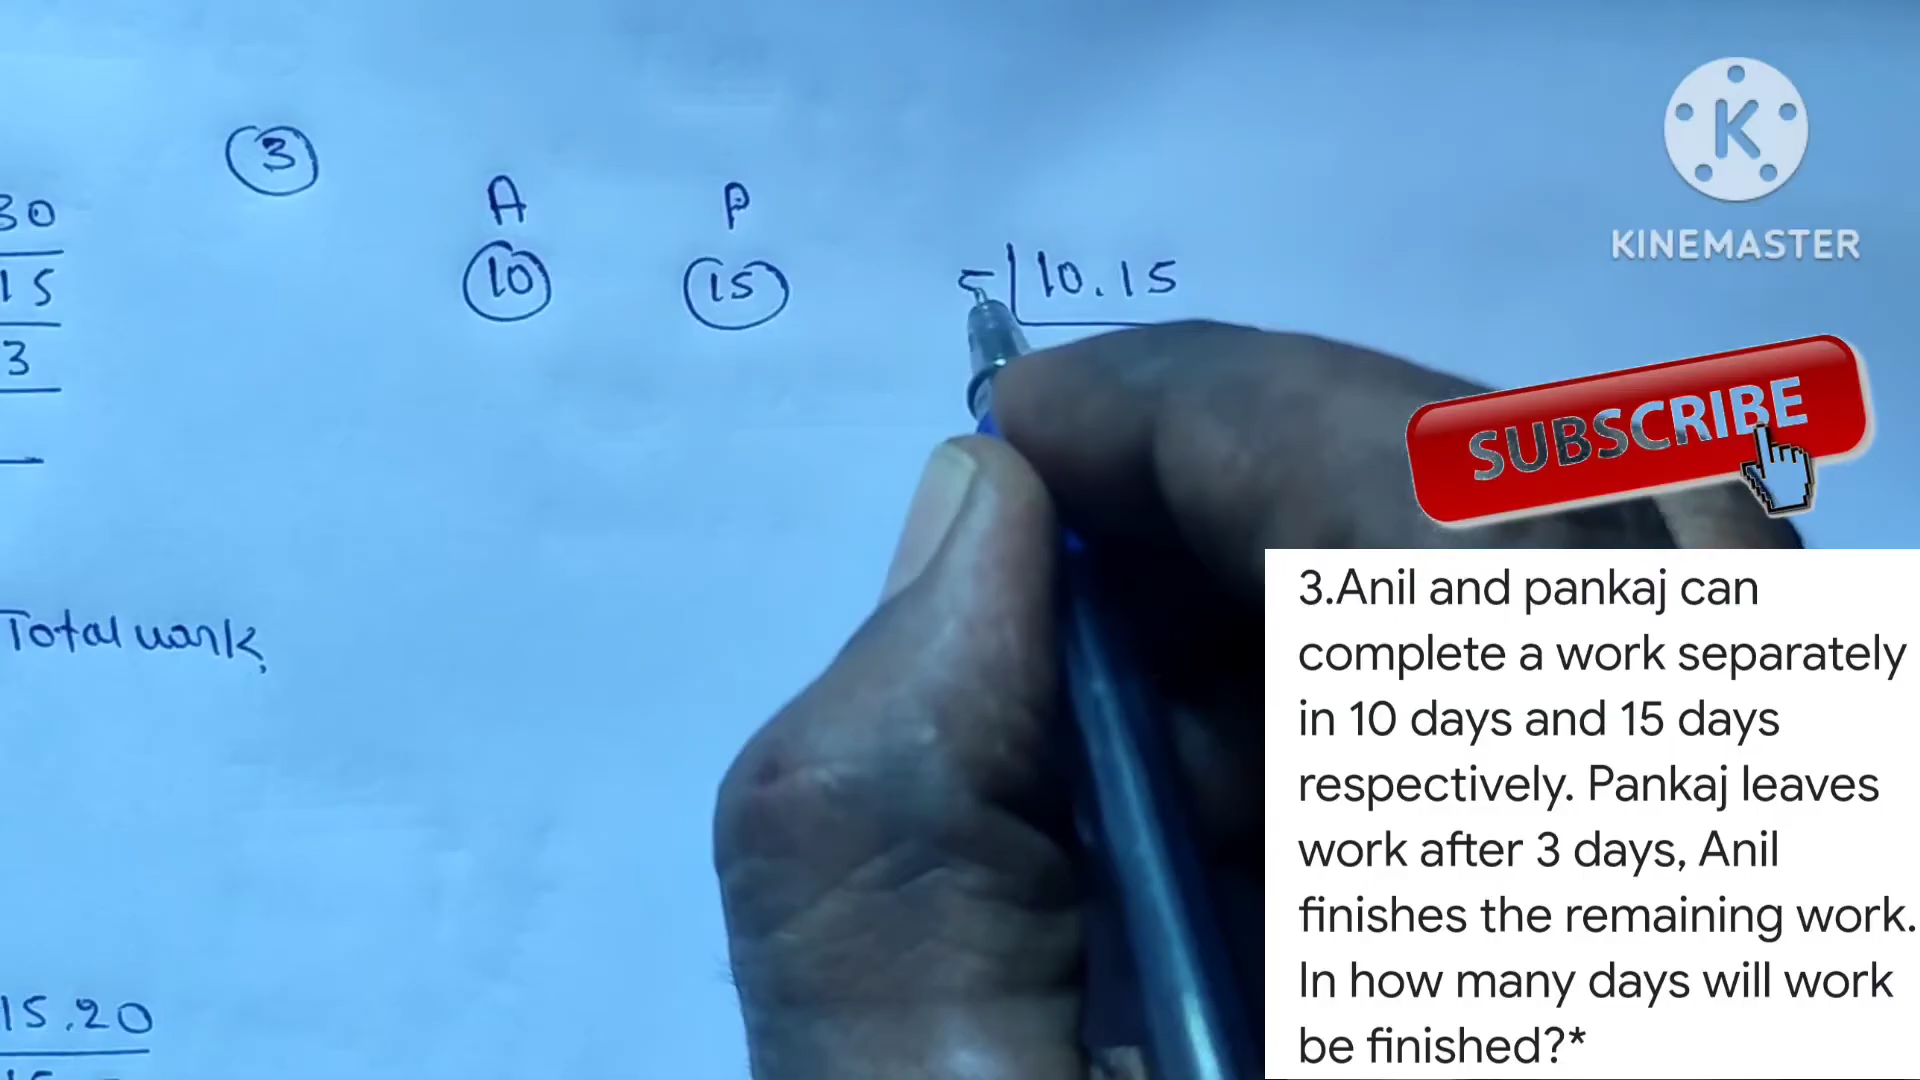 3
A P
10 15 5 10.15
30
15
3
Total work
15.20
KINEMASTER
SUBSCRIBE
3.Anil and pankaj can
complete a work separately
in 10 days and 15 days
respectively. Pankaj leaves
work after 3 days, Anil
finishes the remaining work.
In how many days will work
be finished?*